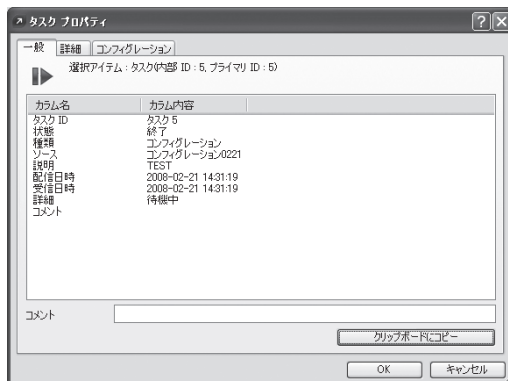 タスク プロパティ
一般 詳細 コンフィグレーション
選択アイテム : タスク(内部 ID : 5, プライマリ ID : 5)
カラム名 カラム内容
タスク ID タスク 5
状態 終了
種類 コンフィグレーション
ソース コンフィグレーション0221
説明 TEST
配信日時 2008-02-21 14:31:19
受信日時 2008-02-21 14:31:19
詳細 待機中
コメント
コメント
クリップボードにコピー
OK キャンセル